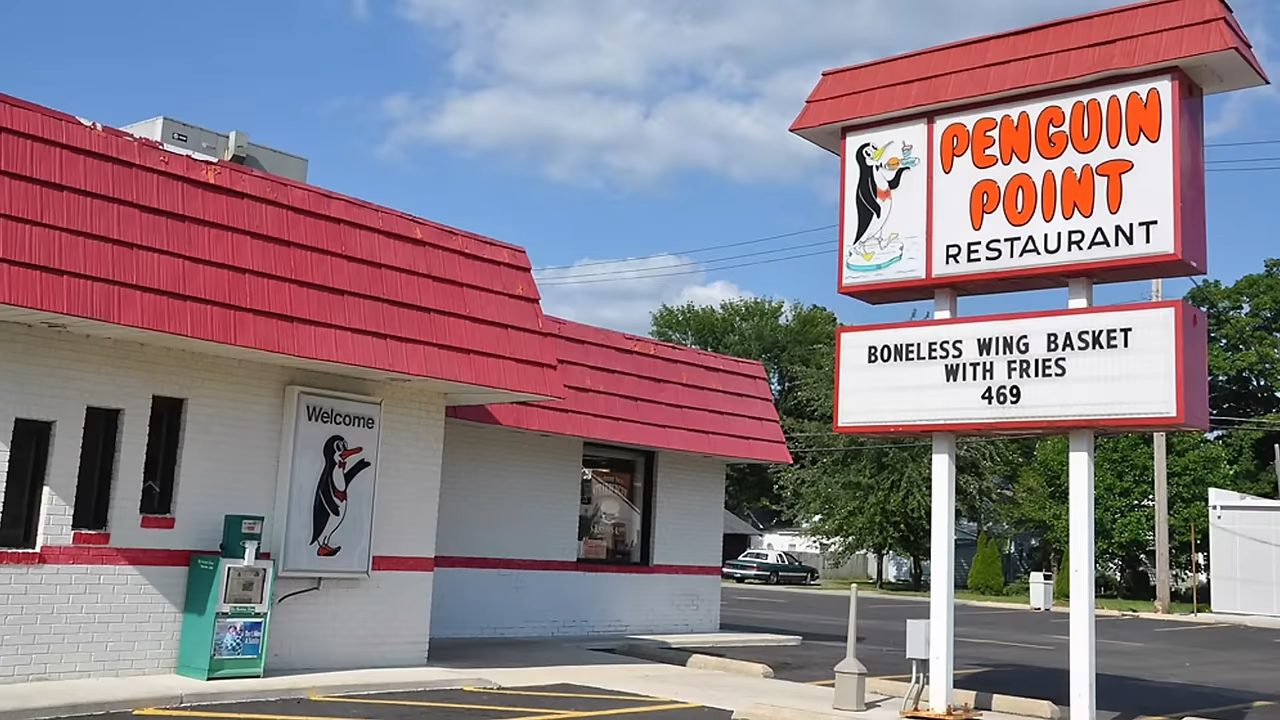 PENGUIN
POINT
RESTAURANT
BONELESS WING BASKET
WITH FRIES
469
Welcome